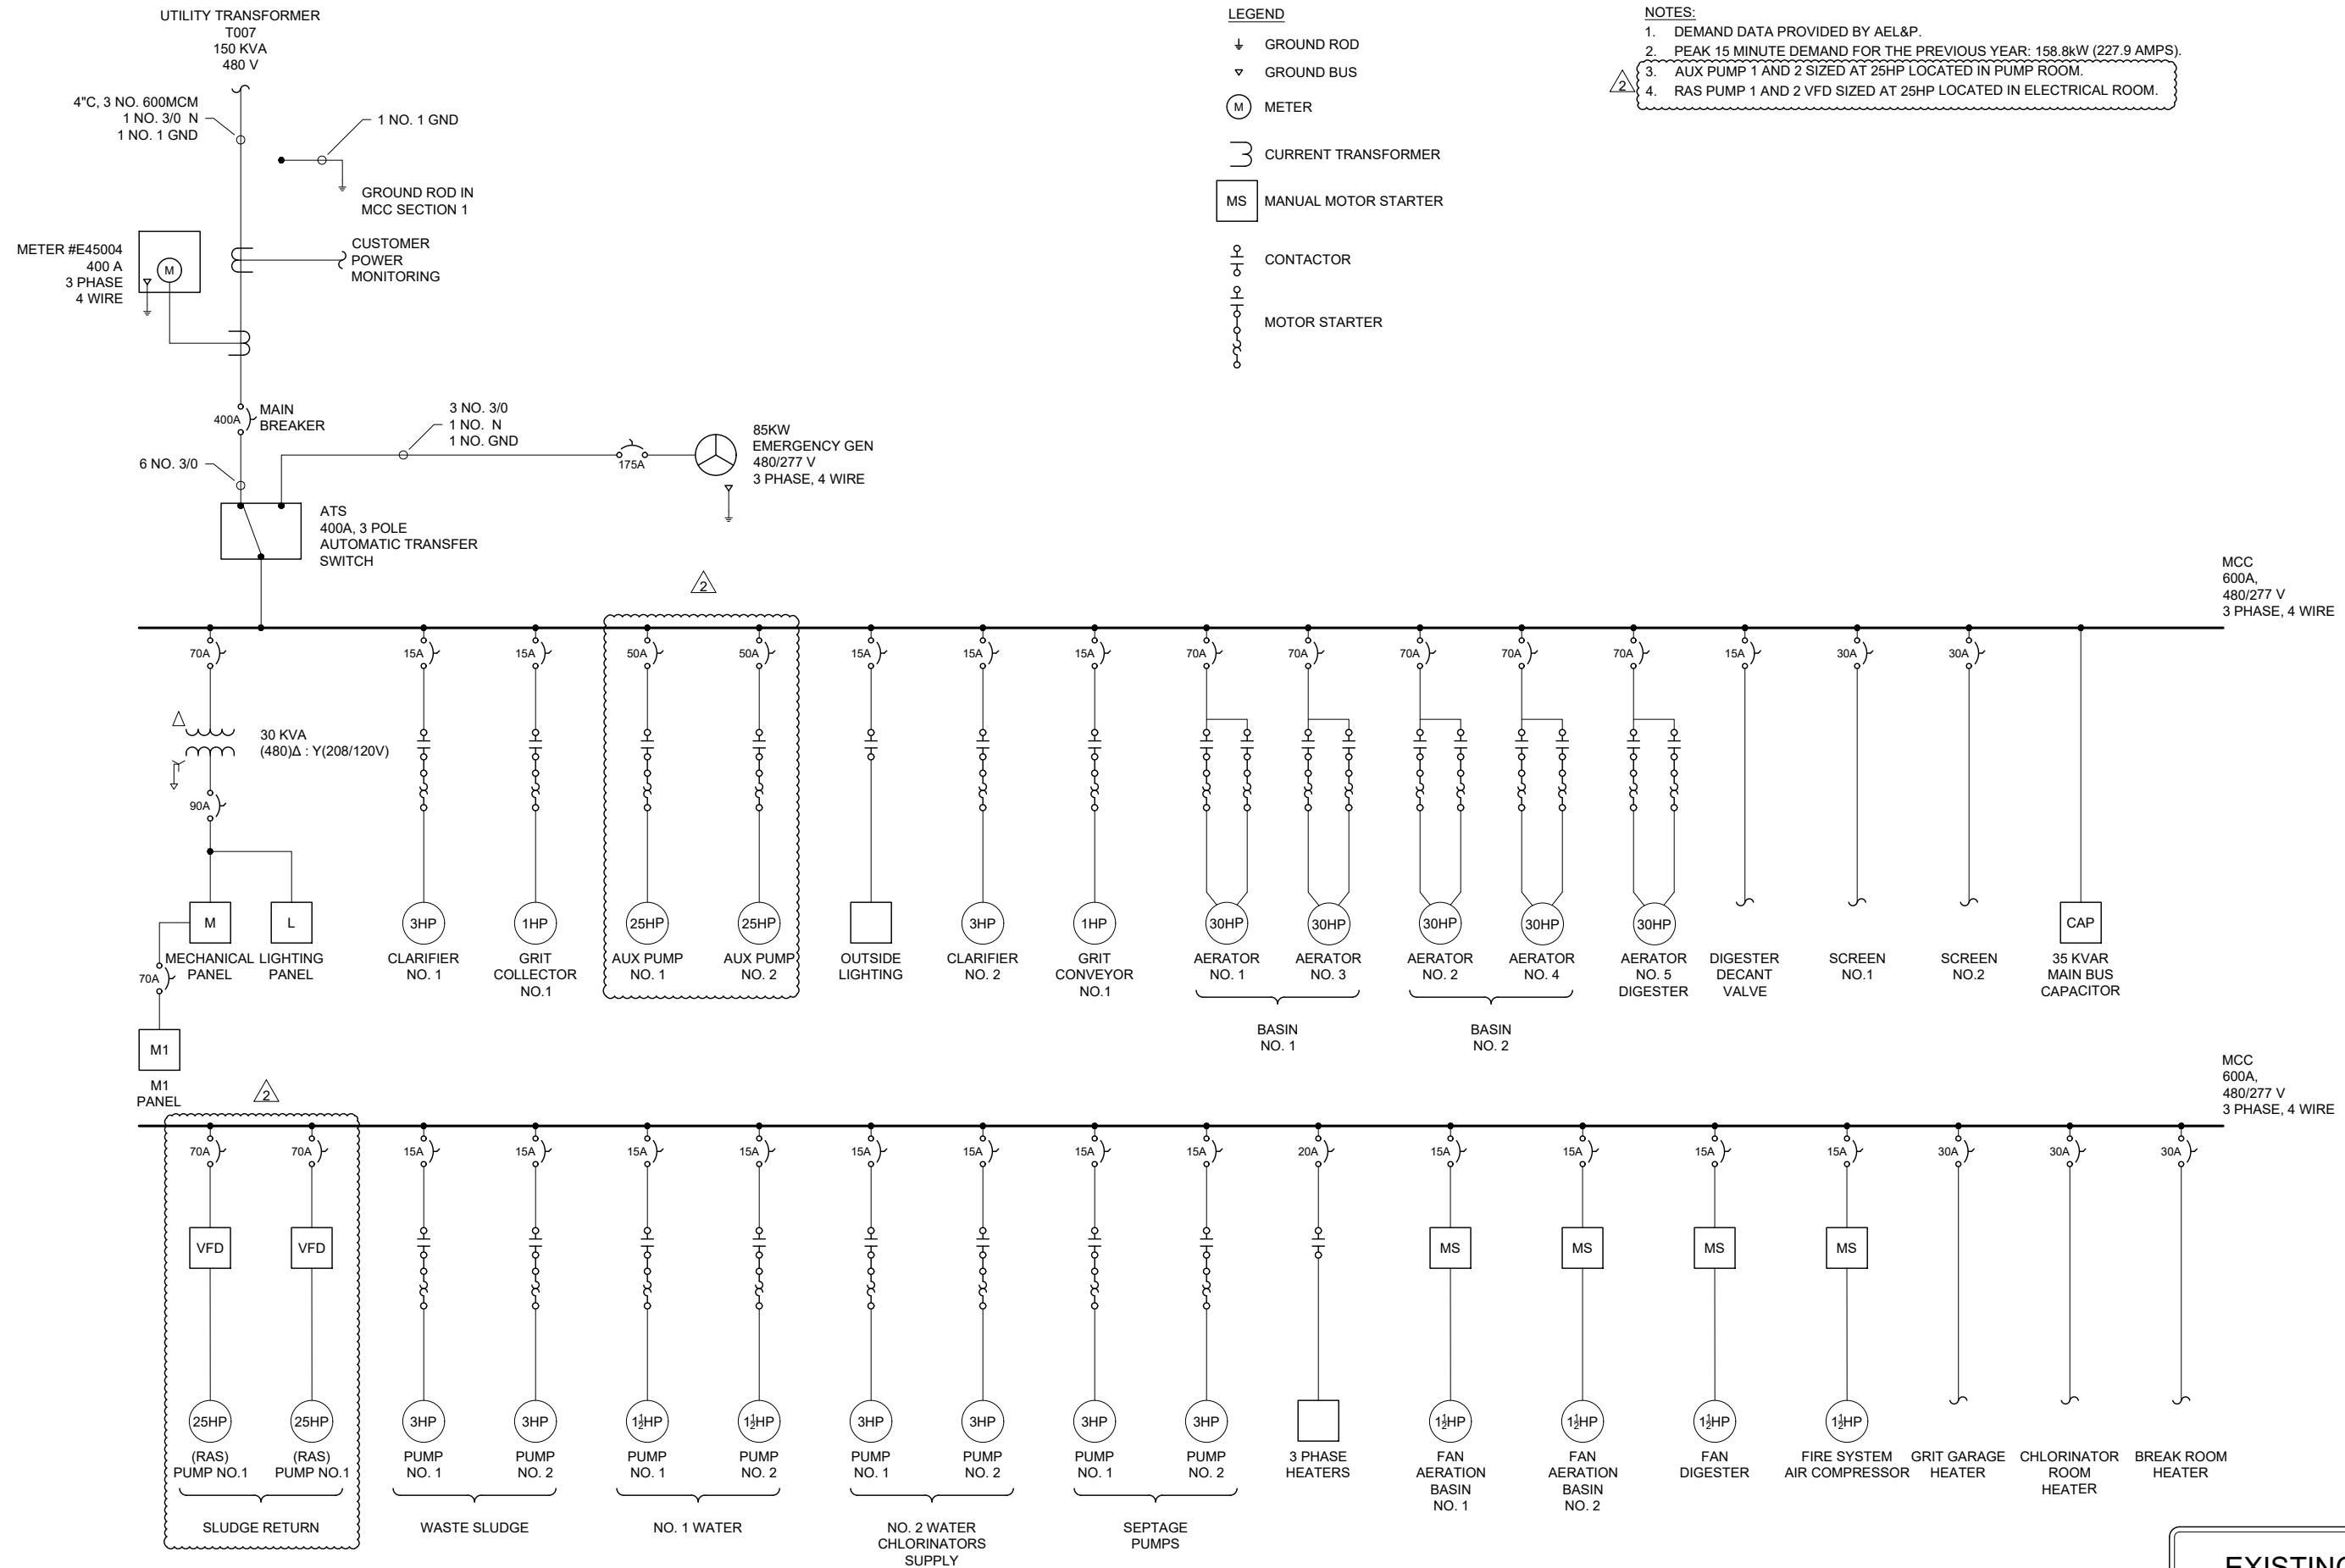 UTILITY TRANSFORMER
T007
150 KVA
480 V
4"C, 3 NO. 600MCM
1 NO. 3/0 N
1 NO. 1 GND
1 NO. 1 GND
GROUND ROD IN
MCC SECTION 1
METER #E45004
400 A
3 PHASE
4 WIRE
M
CUSTOMER
POWER
MONITORING
400A
MAIN
BREAKER
6 NO. 3/0
3 NO. 3/0
1 NO. N
1 NO. GND
175A
85KW
EMERGENCY GEN
480/277 V
3 PHASE, 4 WIRE
ATS
400A, 3 POLE
AUTOMATIC TRANSFER
SWITCH
LEGEND
GROUND ROD
GROUND BUS
M METER
CURRENT TRANSFORMER
MS MANUAL MOTOR STARTER
CONTACTOR
MOTOR STARTER
NOTES:
1. DEMAND DATA PROVIDED BY AEL&P.
2. PEAK 15 MINUTE DEMAND FOR THE PREVIOUS YEAR: 158.8kW (227.9 AMPS).
3. AUX PUMP 1 AND 2 SIZED AT 25HP LOCATED IN PUMP ROOM.
4. RAS PUMP 1 AND 2 VFD SIZED AT 25HP LOCATED IN ELECTRICAL ROOM.
2
2
MCC
600A,
480/277 V
3 PHASE, 4 WIRE
70A 15A 15A 50A 50A 15A 15A 15A 70A 70A 70A 70A 70A 15A 30A 30A
30 KVA
(480)Δ : Y(208/120V)
90A
M L 3HP 1HP 25HP 25HP 3HP 1HP 30HP 30HP 30HP 30HP 30HP CAP
MECHANICAL
PANEL
LIGHTING
PANEL
CLARIFIER
NO. 1
GRIT
COLLECTOR
NO.1
AUX PUMP
NO. 1
AUX PUMP
NO. 2
OUTSIDE
LIGHTING
CLARIFIER
NO. 2
GRIT
CONVEYOR
NO.1
AERATOR
NO. 1
AERATOR
NO. 3
AERATOR
NO. 2
AERATOR
NO. 4
AERATOR
NO. 5
DIGESTER
DIGESTER
DECANT
VALVE
SCREEN
NO.1
SCREEN
NO.2
35 KVAR
MAIN BUS
CAPACITOR
BASIN
NO. 1
BASIN
NO. 2
70A
M1
M1
PANEL
2
MCC
600A,
480/277 V
3 PHASE, 4 WIRE
70A 70A 15A 15A 15A 15A 15A 15A 15A 15A 20A 15A 15A 15A 15A 30A 30A 30A
VFD VFD MS MS MS MS
25HP 25HP 3HP 3HP 1½HP 1½HP 3HP 3HP 3HP 3HP 1½HP 1½HP 1½HP 1½HP
(RAS)
PUMP NO.1
(RAS)
PUMP NO.1
PUMP
NO. 1
PUMP
NO. 2
PUMP
NO. 1
PUMP
NO. 2
PUMP
NO. 1
PUMP
NO. 2
PUMP
NO. 1
PUMP
NO. 2
3 PHASE
HEATERS
FAN
AERATION
BASIN
NO. 1
FAN
AERATION
BASIN
NO. 2
FAN
DIGESTER
FIRE SYSTEM
AIR COMPRESSOR
GRIT GARAGE
HEATER
CHLORINATOR
ROOM
HEATER
BREAK ROOM
HEATER
SLUDGE RETURN
WASTE SLUDGE
NO. 1 WATER
NO. 2 WATER
CHLORINATORS
SUPPLY
SEPTAGE
PUMPS